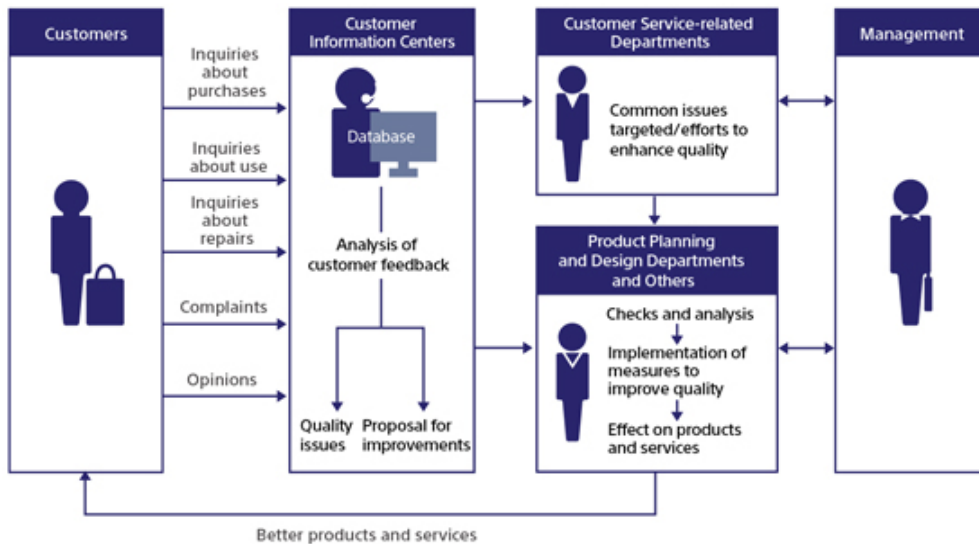 Customers
Inquiries
about
purchases
Inquiries
about use
Inquiries
about
repairs
Complaints
Opinions
Customer
Information Centers
Database
Analysis of
customer feedback
Quality
issues
Proposal for
improvements
Customer Service-related
Departments
Common issues
targeted/efforts to
enhance quality
Product Planning
and Design Departments
and Others
Checks and analysis
Implementation of
measures to
improve quality
Effect on products
and services
Management
Better products and services